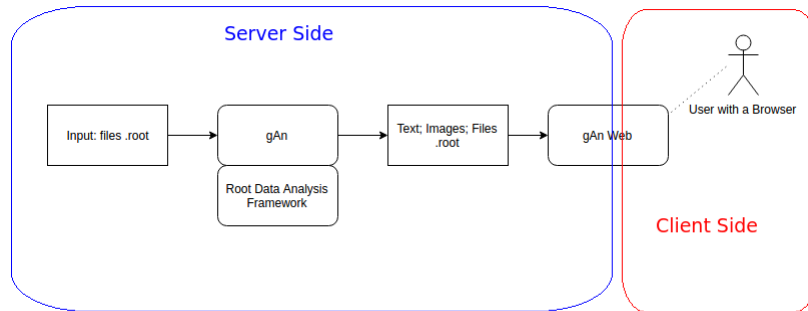 Server Side
Input: files .root
gAn
Text; Images; Files
.root
gAn Web
User with a Browser
Root Data Analysis
Framework
Client Side